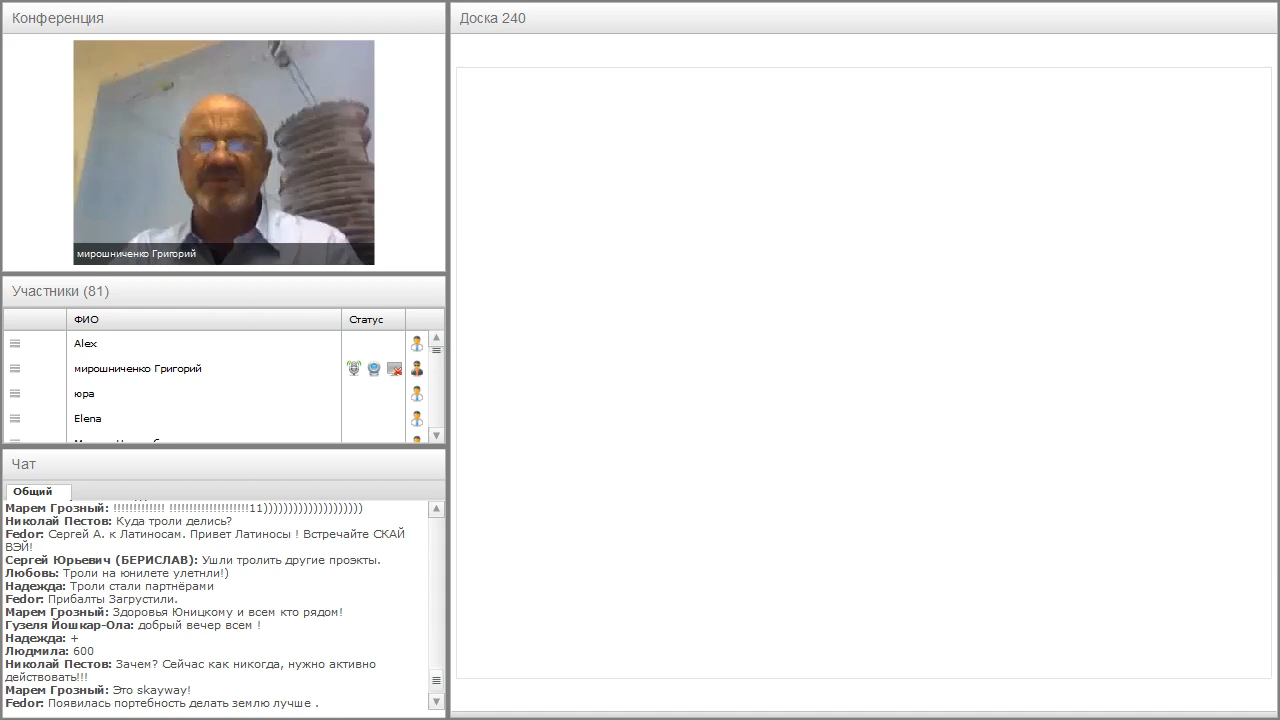 Конференция
мирошниченко Григорий
Участники (81)
ФИО
Статус
Alex
мирошниченко Григорий
юра
Elena
Чат
Общий
Марем Грозный: !!!!!!!!!!!!! !!!!!!!!!!!!!!!!!!!!!11))))))))))))))))))))
Николай Пестов: Куда троли делись?
Fedor: Сергей А. к Латиносам. Привет Латиносы ! Встречайте СКАЙ
ВЭЙ!
Сергей Юрьевич (БЕРИСЛАВ): Ушли тролить другие проэкты.
Любовь: Троли на юнилете улетнли!)
Надежда: Троли стали партнёрами
Fedor: Прибалты Загрустили.
Марем Грозный: Здоровья Юницкому и всем кто рядом!
Гузеля Йошкар-Ола: добрый вечер всем !
Надежда: +
Людмила: 600
Николай Пестов: Зачем? Сейчас как никогда, нужно активно
действовать!!!
Марем Грозный: Это skayway!
Fedor: Появилась портебность делать землю лучше .
Доска 240